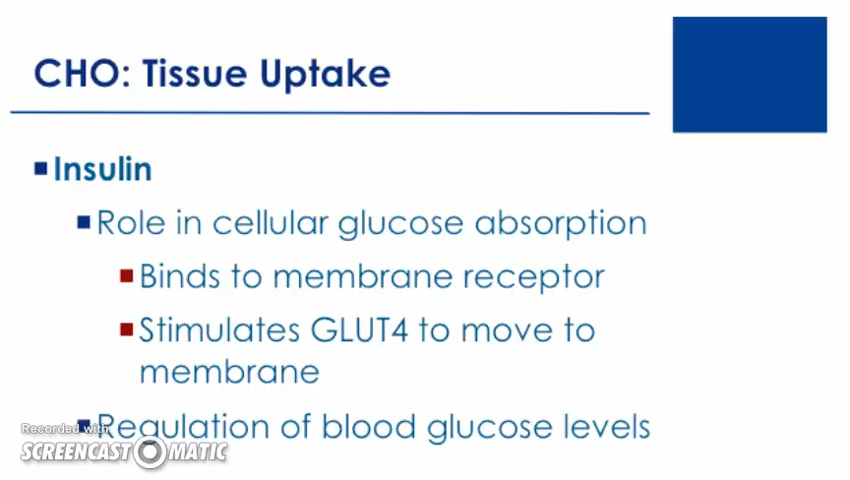 CHO: Tissue Uptake
Insulin
Role in cellular glucose absorption
Binds to membrane receptor
Stimulates GLUT4 to move to
membrane
Regulation of blood glucose levels
Recorded with
SCREENCAST MATIC